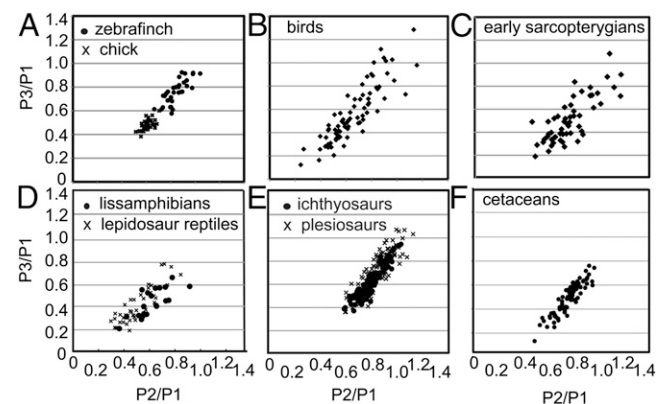 A
● zebrafinch
x chick
B
birds
C
early sarcopterygians
P3/P1
1.4
1.2
1.0
0.8
0.6
0.4
0.2
0
D
● lissamphibians
x lepidosaur reptiles
E
● ichthyosaurs
x plesiosaurs
F
cetaceans
P3/P1
1.4
1.2
1.0
0.8
0.6
0.4
0.2
0
0 0.2 0.4 0.6 0.8 1.0 1.2 1.4
0 0.2 0.4 0.6 0.8 1.0 1.2 1.4
0 0.2 0.4 0.6 0.8 1.0 1.2 1.4
P2/P1
P2/P1
P2/P1